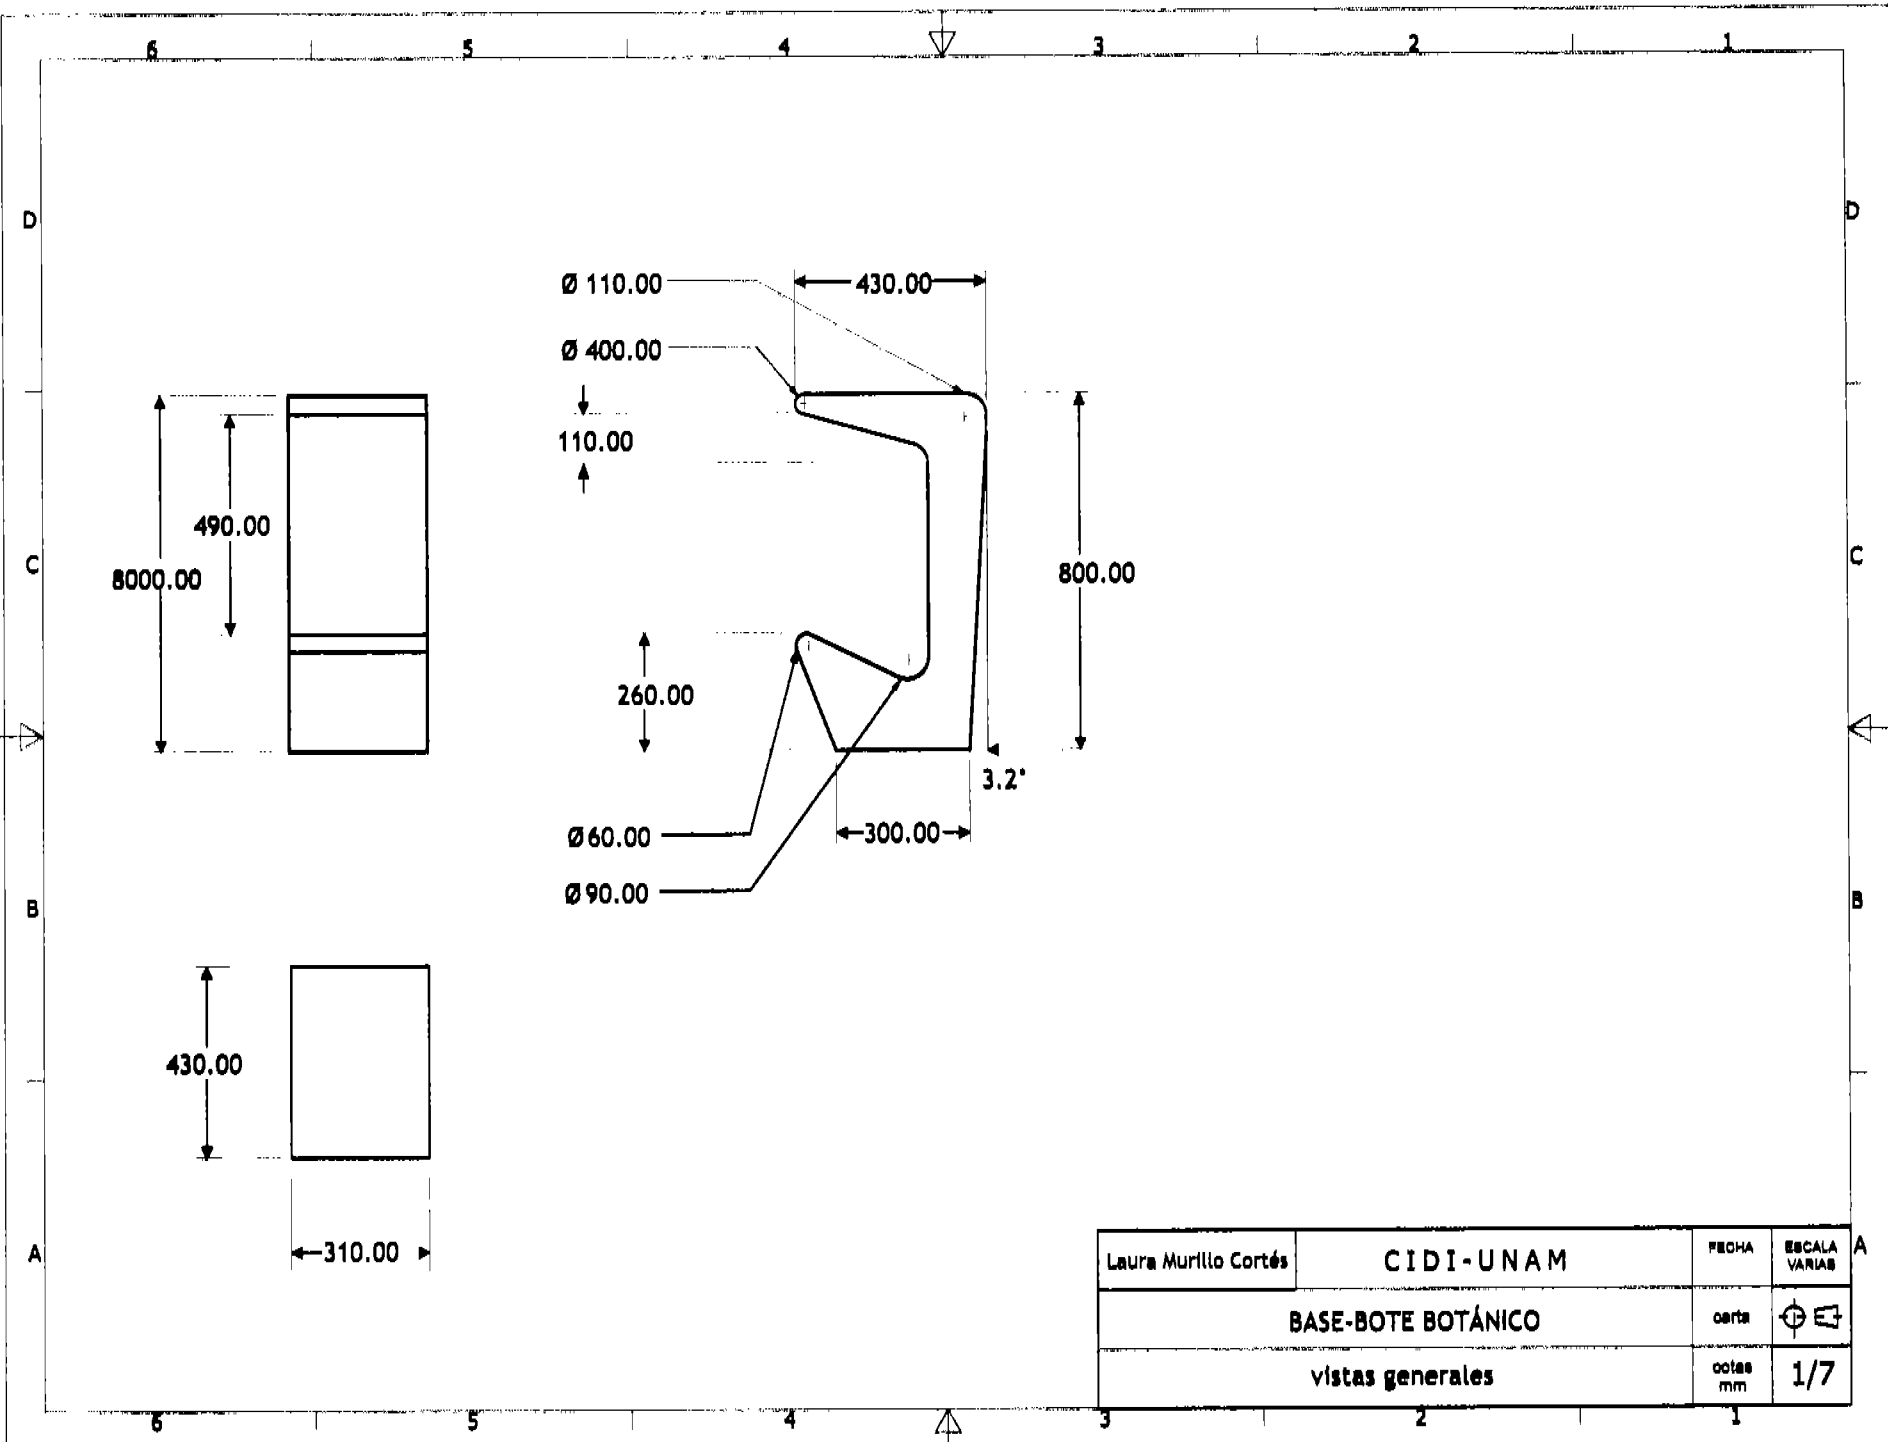 6 5 4 3 2 1
D D
Ø 110.00
430.00
Ø 400.00
110.00
490.00
C C
8000.00
800.00
260.00
3.2°
Ø60.00
300.00
Ø90.00
B B
430.00
310.00
A A
Laura Murillo Cortés
CIDI-UNAM
FECHA
ESCALA
VARIAS
BASE-BOTE BOTÁNICO
carta
vistas generales
cotas
mm
1/7
6 5 4 3 2 1